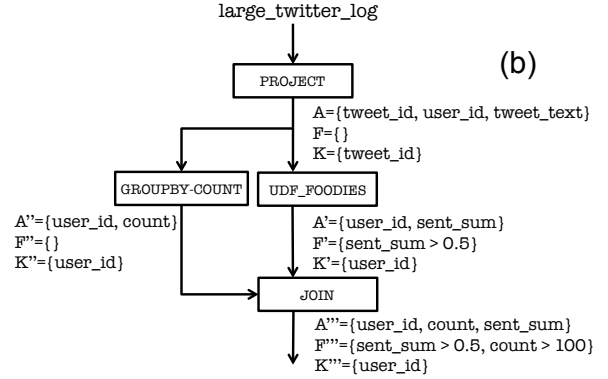 large_twitter_log
(b)
PROJECT
A={tweet_id, user_id, tweet_text}
F={}
K={tweet_id}
GROUPBY-COUNT
UDF_FOODIES
A''={user_id, count}
F''={}
K''={user_id}
A'={user_id, sent_sum}
F'={sent_sum > 0.5}
K'={user_id}
JOIN
A'''={user_id, count, sent_sum}
F'''={sent_sum > 0.5, count > 100}
K'''={user_id}